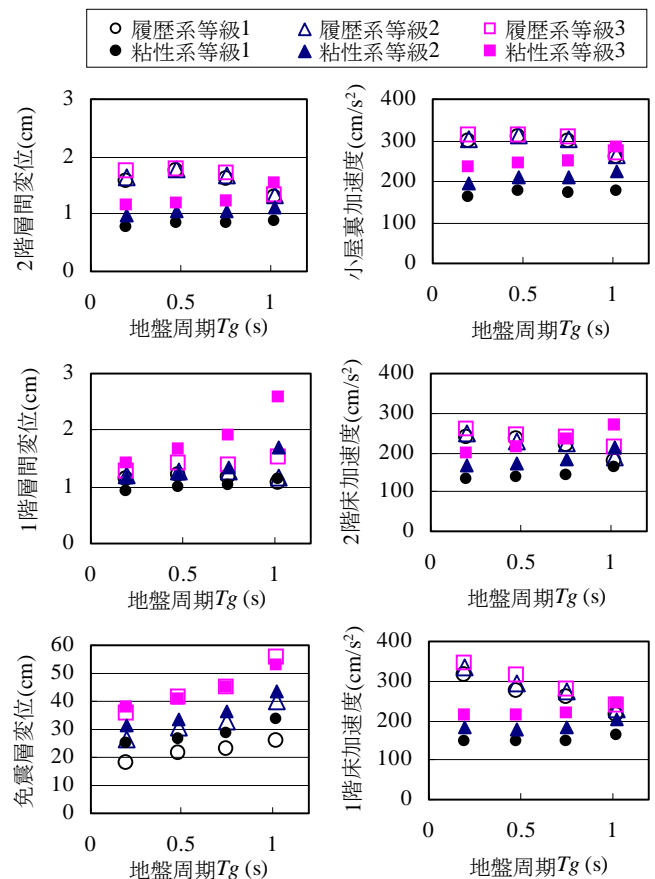 履歴系等級1 履歴系等級2 履歴系等級3
粘性系等級1 粘性系等級2 粘性系等級3
2階層間変位(cm)
3
2
1
0
0 0.5 1
地盤周期Tg (s)
小屋裏加速度(cm/s²)
400
300
200
100
0
0 0.5 1
地盤周期Tg (s)
1階層間変位(cm)
3
2
1
0
0 0.5 1
地盤周期Tg (s)
2階床加速度(cm/s²)
400
300
200
100
0
0 0.5 1
地盤周期Tg (s)
免震層変位(cm)
60
50
40
30
20
10
0
0 0.5 1
地盤周期Tg (s)
1階床加速度(cm/s²)
400
300
200
100
0
0 0.5 1
地盤周期Tg (s)